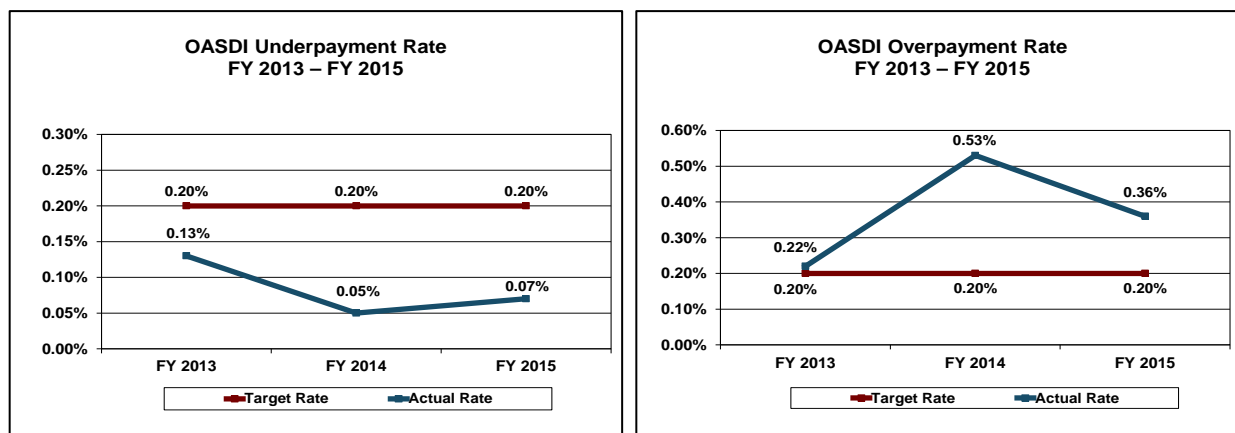 OASDI Underpayment Rate
FY 2013 – FY 2015
0.30%
0.25%
0.20%
0.15%
0.10%
0.05%
0.00%
0.20%
0.20%
0.20%
0.13%
0.05%
0.07%
FY 2013
FY 2014
FY 2015
Target Rate
Actual Rate
OASDI Overpayment Rate
FY 2013 – FY 2015
0.60%
0.50%
0.40%
0.30%
0.20%
0.10%
0.00%
0.53%
0.36%
0.22%
0.20%
0.20%
0.20%
FY 2013
FY 2014
FY 2015
Target Rate
Actual Rate